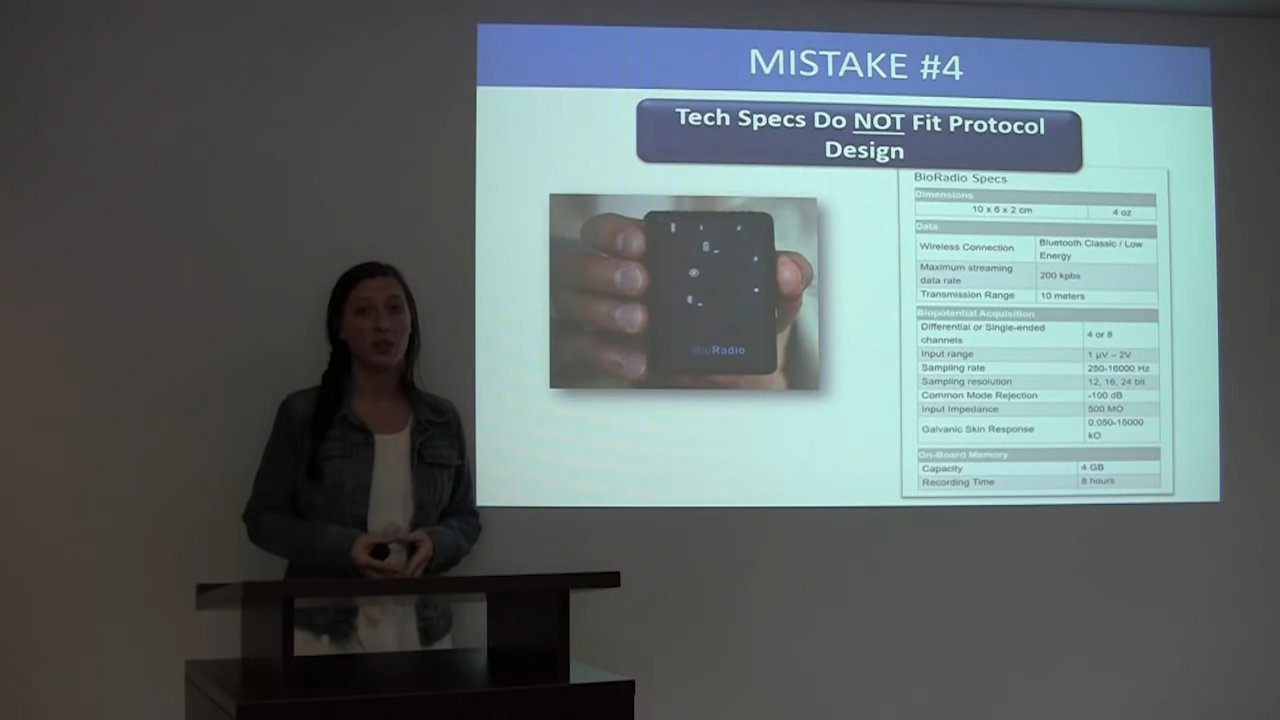 MISTAKE #4
Tech Specs Do NOT Fit Protocol
Design
BioRadio
BioRadio Specs
Dimensions
10 x 6 x 2 cm 4 oz
Data
Wireless Connection Bluetooth Classic / Low
Energy
Maximum streaming
data rate 200 kpbs
Transmission Range 10 meters
Biopotential Acquisition
Differential or Single-ended
channels 4 or 8
Input range 1 µV – 2V
Sampling rate 250-16000 Hz
Sampling resolution 12, 16, 24 bit
Common Mode Rejection -100 dB
Input Impedance 500 MO
Galvanic Skin Response 0.050-15000
kO
On-Board Memory
Capacity 4 GB
Recording Time 8 hours